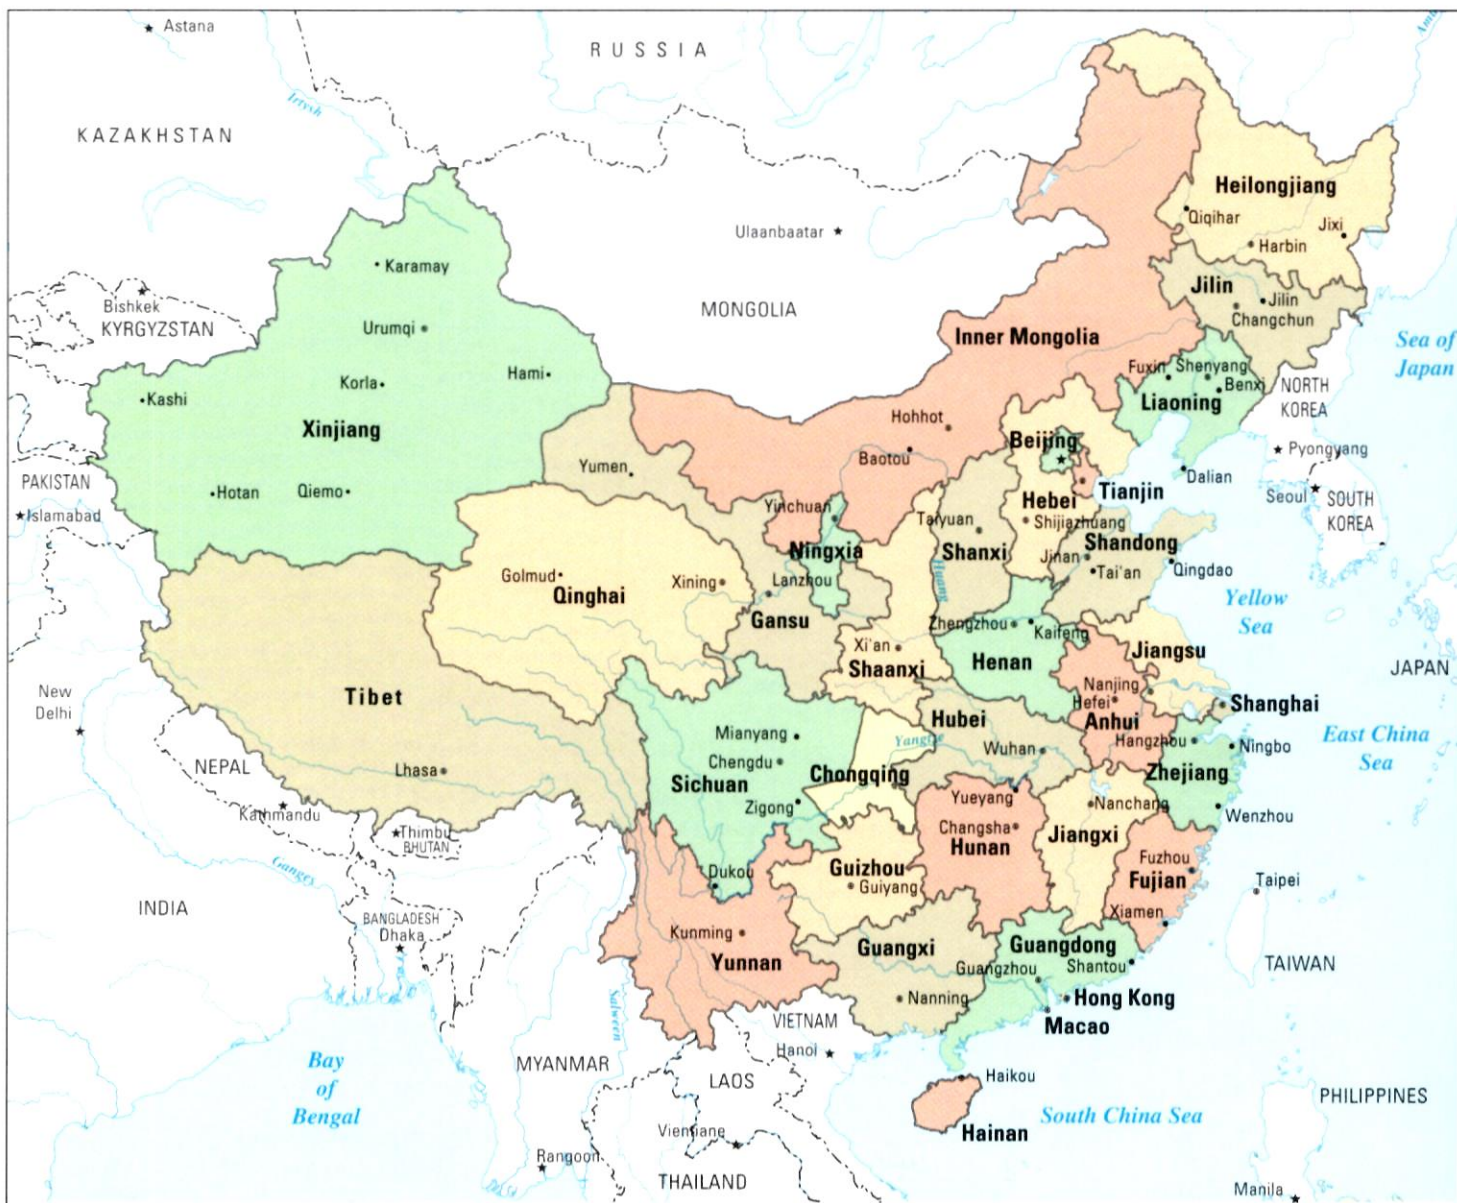 Astana
RUSSIA
Amur
Irtysh
KAZAKHSTAN
Heilongjiang
Qiqihar
Jixi
Harbin
Ulaanbaatar
Karamay
Jilin
Jilin
Changchun
Bishkek
KYRGYZSTAN
MONGOLIA
Urumqi
Inner Mongolia
Sea of
Japan
Fuxin
Shenyang
Benxi
Hami
Korla
Kashi
NORTH
KOREA
Liaoning
Hohhot
Xinjiang
Beijing
Baotou
Pyongyang
Yumen
Dalian
PAKISTAN
Hotan
Qiemo
Hebei
Tianjin
Seoul
SOUTH
KOREA
Islamabad
Yinchuan
Taiyuan
Shijiazhuang
Ningxia
Shanxi
Shandong
Jinan
Tai'an
Qingdao
Golmud
Qinghai
Xining
Lanzhou
Huang
Yellow
Sea
Gansu
Zhengzhou
Kaifeng
Xi'an
Shaanxi
Henan
Jiangsu
JAPAN
New
Delhi
Tibet
Nanjing
Hefei
Shanghai
Hubei
Anhui
Mianyang
Yangtze
Wuhan
Hangzhou
Ningbo
East China
Sea
NEPAL
Lhasa
Chengdu
Sichuan
Chongqing
Zhejiang
Zigong
Yueyang
Nanchang
Kathmandu
Wenzhou
Thimbu
BHUTAN
Changsha
Hunan
Jiangxi
Ganges
Dukou
Guizhou
Guiyang
Fuzhou
Fujian
Taipei
INDIA
BANGLADESH
Dhaka
Xiamen
Kunming
Yunnan
Guangxi
Guangdong
Guangzhou
Shantou
TAIWAN
Nanning
Hong Kong
Macao
Salween
VIETNAM
Hanoi
Bay
of
Bengal
MYANMAR
LAOS
Haikou
PHILIPPINES
South China Sea
Hainan
Vientiane
Rangoon
THAILAND
Manila